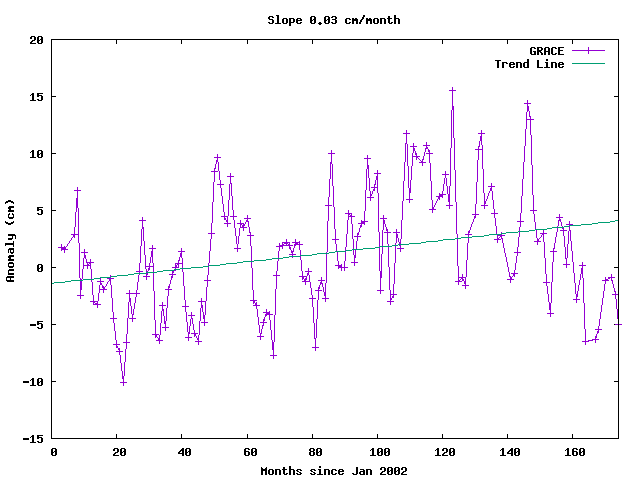 Slope 0.03 cm/month
GRACE
Trend Line
20
15
10
5
0
-5
-10
-15
Anomaly (cm)
0 20 40 60 80 100 120 140 160
Months since Jan 2002